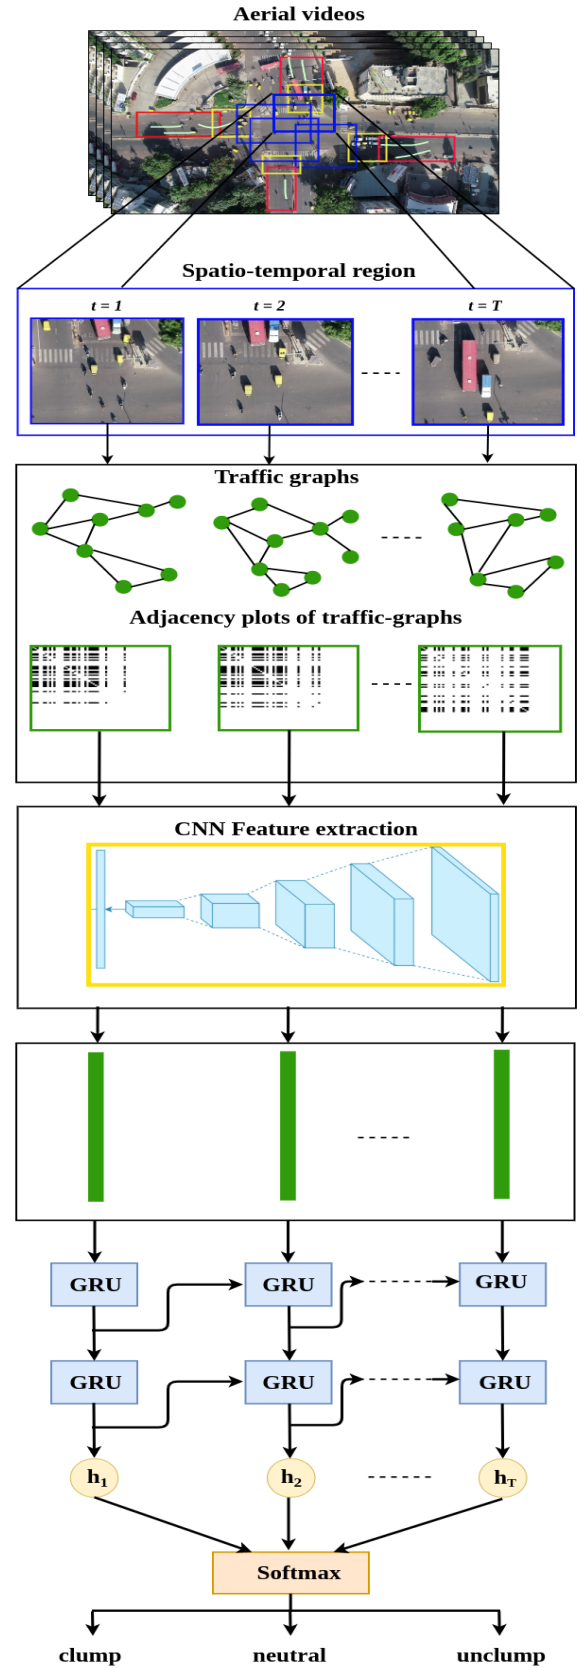 Aerial videos
Spatio-temporal region
t = 1 t = 2 t = T
Traffic graphs
Adjacency plots of traffic-graphs
CNN Feature extraction
GRU GRU GRU
GRU GRU GRU
h1 h2 hT
Softmax
clump neutral unclump